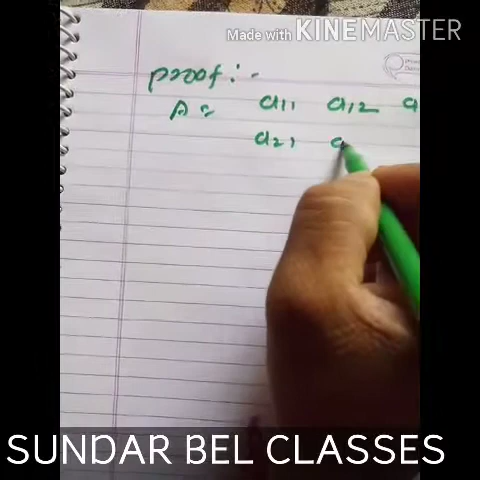 Made with KINEMASTER
proof :-
A = a11 a12 a
a21 a
SUNDAR BEL CLASSES